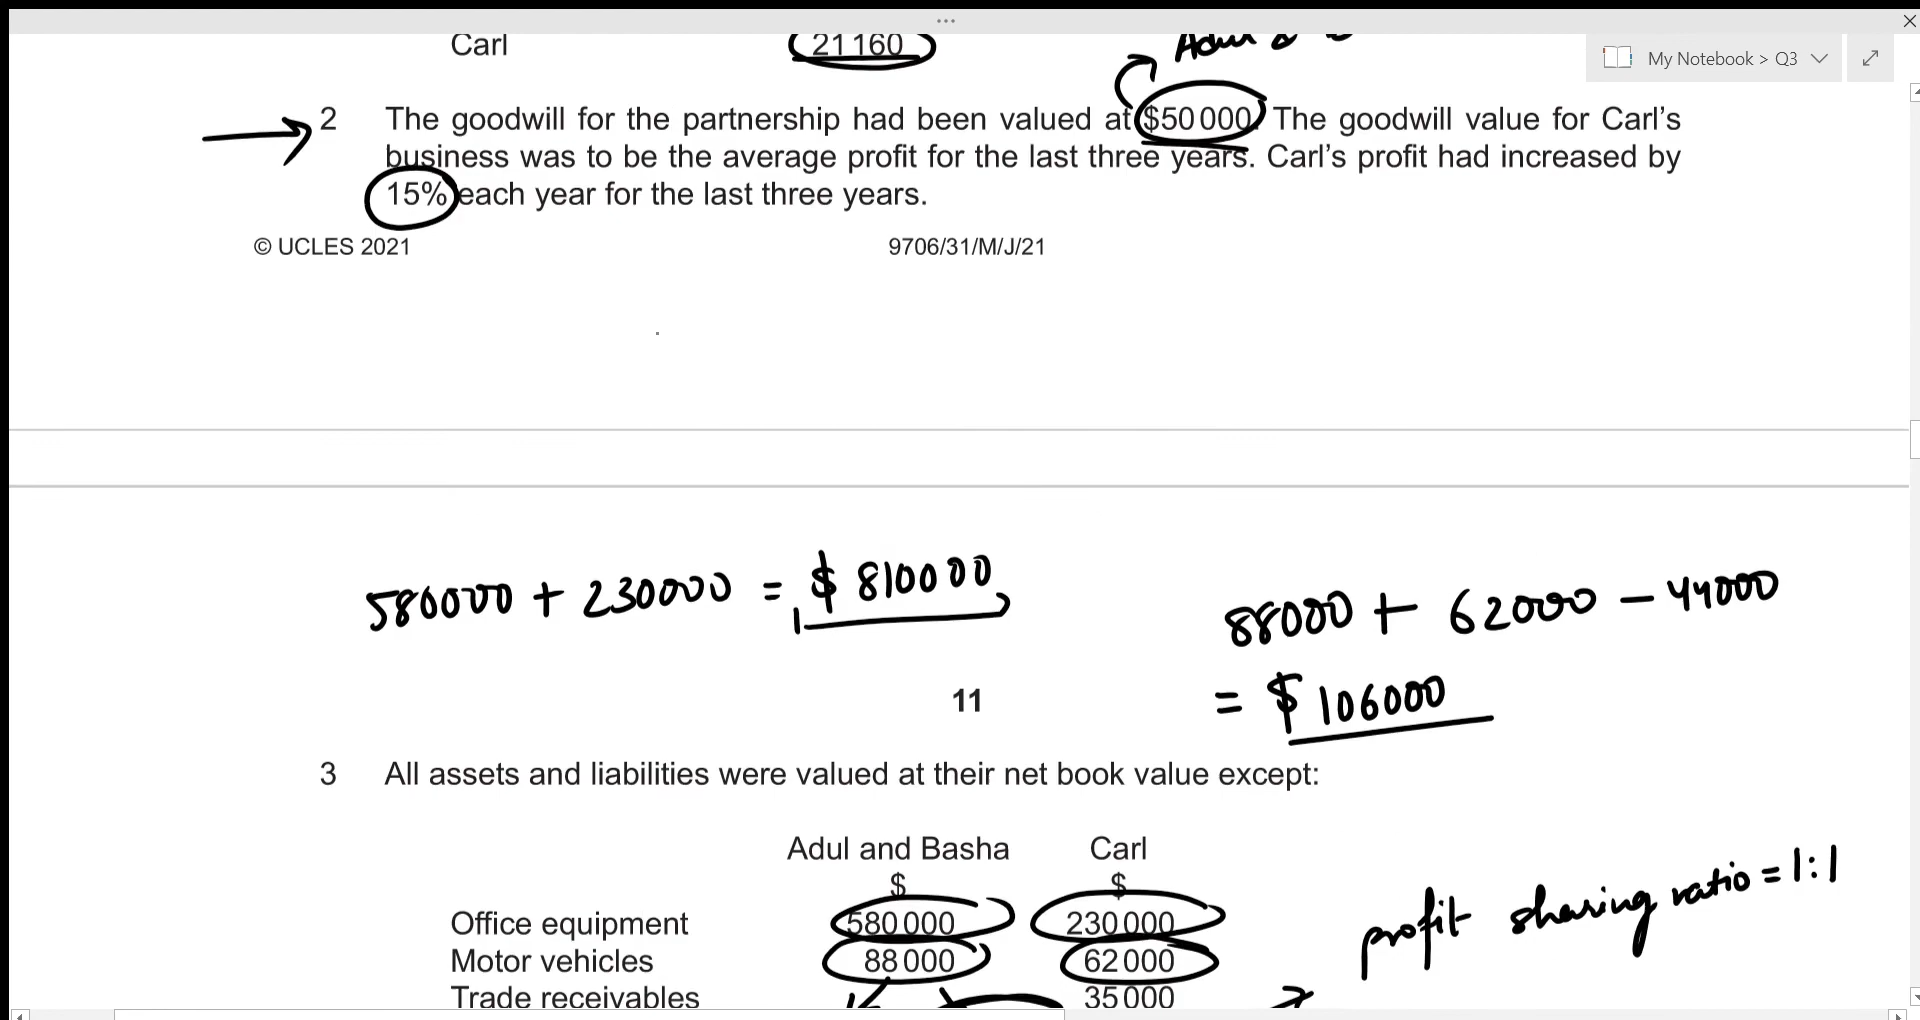 Carl 21 160
Adul &
My Notebook > Q3
2 The goodwill for the partnership had been valued at $50 000. The goodwill value for Carl's
business was to be the average profit for the last three years. Carl's profit had increased by
15% each year for the last three years.
© UCLES 2021 9706/31/M/J/21
580000 + 230000 = $ 810000
88000 + 62000 - 44000
= $ 106000
11
3 All assets and liabilities were valued at their net book value except:
Adul and Basha Carl
$ $
Office equipment 580 000 230 000
profit sharing ratio = 1:1
Motor vehicles 88 000 62 000
Trade receivables 35 000